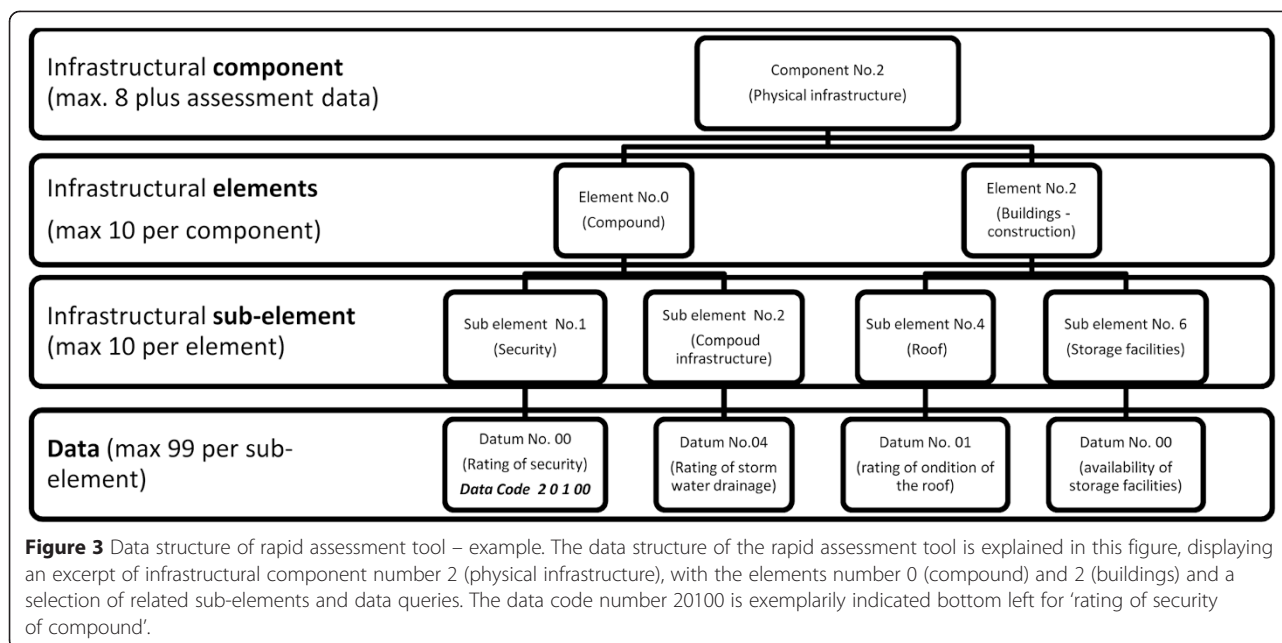 Infrastructural component
(max. 8 plus assessment data)
Component No.2
(Physical infrastructure)
Infrastructural elements
(max 10 per component)
Element No.0
(Compound)
Element No.2
(Buildings -
construction)
Infrastructural sub-element
(max 10 per element)
Sub element No.1
(Security)
Sub element No.2
(Compoud
infrastructure)
Sub element No.4
(Roof)
Sub element No. 6
(Storage facilities)
Data (max 99 per sub-
element)
Datum No. 00
(Rating of security)
Data Code 2 0 1 00
Datum No.04
(Rating of storm
water drainage)
Datum No. 01
(rating of ondition of
the roof)
Datum No. 00
(availability of
storage facilities)
Figure 3 Data structure of rapid assessment tool – example. The data structure of the rapid assessment tool is explained in this figure, displaying
an excerpt of infrastructural component number 2 (physical infrastructure), with the elements number 0 (compound) and 2 (buildings) and a
selection of related sub-elements and data queries. The data code number 20100 is exemplarily indicated bottom left for ‘rating of security
of compound’.